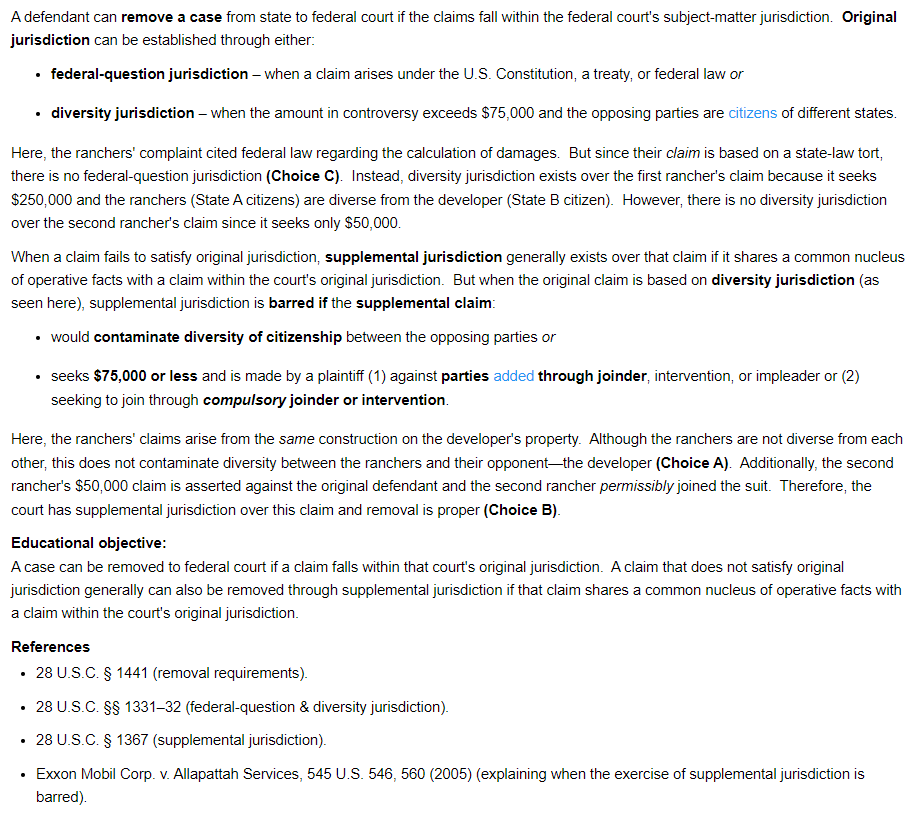 A defendant can remove a case from state to federal court if the claims fall within the federal court's subject-matter jurisdiction.  Original
jurisdiction can be established through either:
• federal-question jurisdiction – when a claim arises under the U.S. Constitution, a treaty, or federal law or
• diversity jurisdiction – when the amount in controversy exceeds $75,000 and the opposing parties are citizens of different states.
Here, the ranchers' complaint cited federal law regarding the calculation of damages.  But since their claim is based on a state-law tort,
there is no federal-question jurisdiction (Choice C).  Instead, diversity jurisdiction exists over the first rancher's claim because it seeks
$250,000 and the ranchers (State A citizens) are diverse from the developer (State B citizen).  However, there is no diversity jurisdiction
over the second rancher's claim since it seeks only $50,000.
When a claim fails to satisfy original jurisdiction, supplemental jurisdiction generally exists over that claim if it shares a common nucleus
of operative facts with a claim within the court's original jurisdiction.  But when the original claim is based on diversity jurisdiction (as
seen here), supplemental jurisdiction is barred if the supplemental claim:
• would contaminate diversity of citizenship between the opposing parties or
• seeks $75,000 or less and is made by a plaintiff (1) against parties added through joinder, intervention, or impleader or (2)
seeking to join through compulsory joinder or intervention.
Here, the ranchers' claims arise from the same construction on the developer's property.  Although the ranchers are not diverse from each
other, this does not contaminate diversity between the ranchers and their opponent—the developer (Choice A).  Additionally, the second
rancher's $50,000 claim is asserted against the original defendant and the second rancher permissibly joined the suit.  Therefore, the
court has supplemental jurisdiction over this claim and removal is proper (Choice B).
Educational objective:
A case can be removed to federal court if a claim falls within that court's original jurisdiction.  A claim that does not satisfy original
jurisdiction generally can also be removed through supplemental jurisdiction if that claim shares a common nucleus of operative facts with
a claim within the court's original jurisdiction.
References
• 28 U.S.C. § 1441 (removal requirements).
• 28 U.S.C. §§ 1331–32 (federal-question & diversity jurisdiction).
• 28 U.S.C. § 1367 (supplemental jurisdiction).
• Exxon Mobil Corp. v. Allapattah Services, 545 U.S. 546, 560 (2005) (explaining when the exercise of supplemental jurisdiction is
barred).